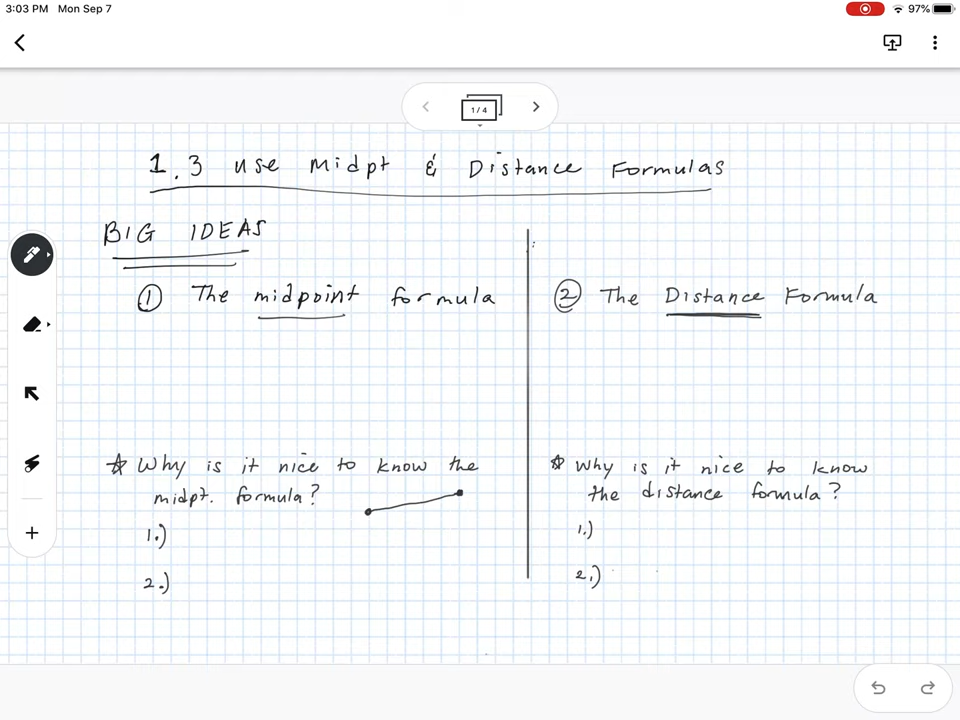 3:03 PM Mon Sep 7
97%
1 / 4
1.3 use Midpt & Distance Formulas
BIG IDEAS
① The midpoint formula
② The Distance Formula
☆ Why is it nice to know the
midpt. formula?
1.)
2.)
☆ Why is it nice to know
the distance formula?
1.)
2.)